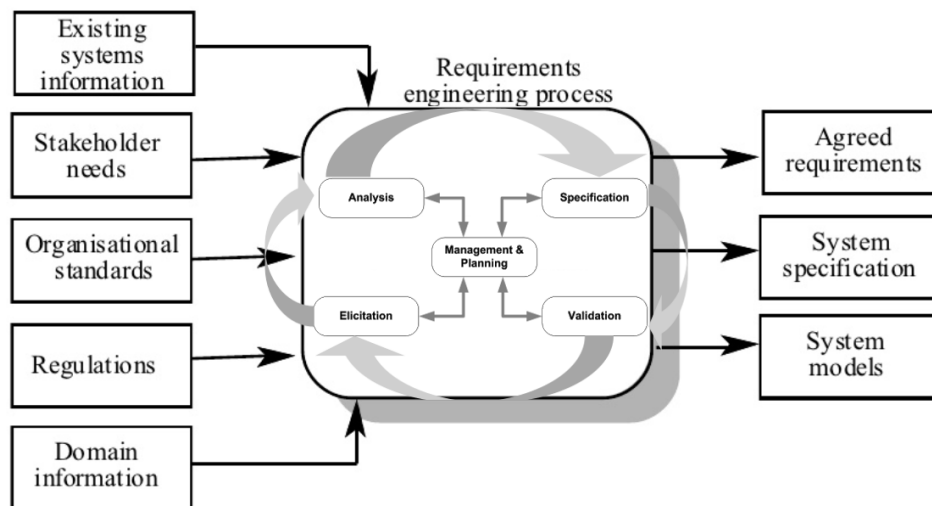 Existing
systems
information
Stakeholder
needs
Organisational
standards
Regulations
Domain
information
Requirements
engineering process
Analysis
Specification
Management &
Planning
Elicitation
Validation
Agreed
requirements
System
specification
System
models